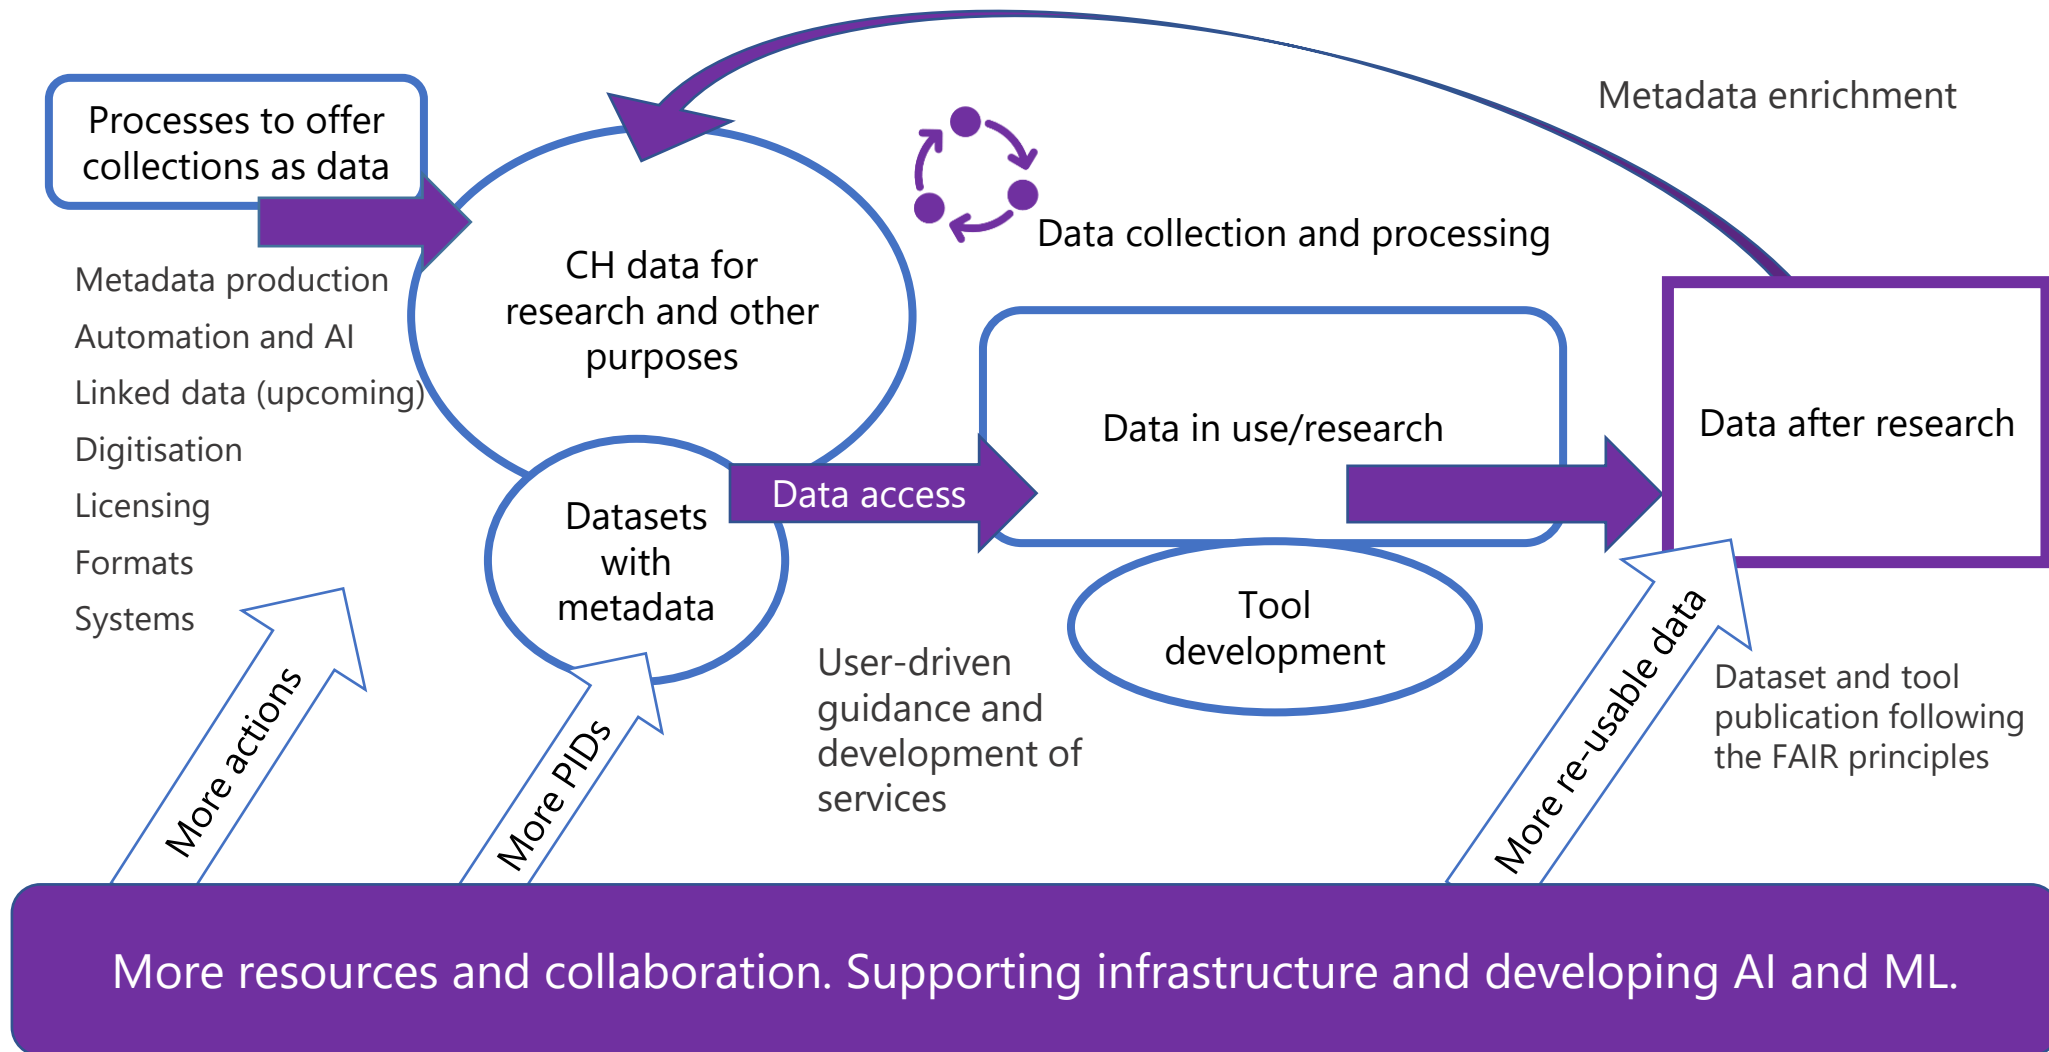 Processes to offer
collections as data
Metadata production
Automation and AI
Linked data (upcoming)
Digitisation
Licensing
Formats
Systems
CH data for
research and other
purposes
Datasets
with
metadata
Data access
Metadata enrichment
Data collection and processing
Data in use/research
Tool
development
Data after research
User-driven
guidance and
development of
services
Dataset and tool
publication following
the FAIR principles
More actions
More PIDs
More re-usable data
More resources and collaboration. Supporting infrastructure and developing AI and ML.